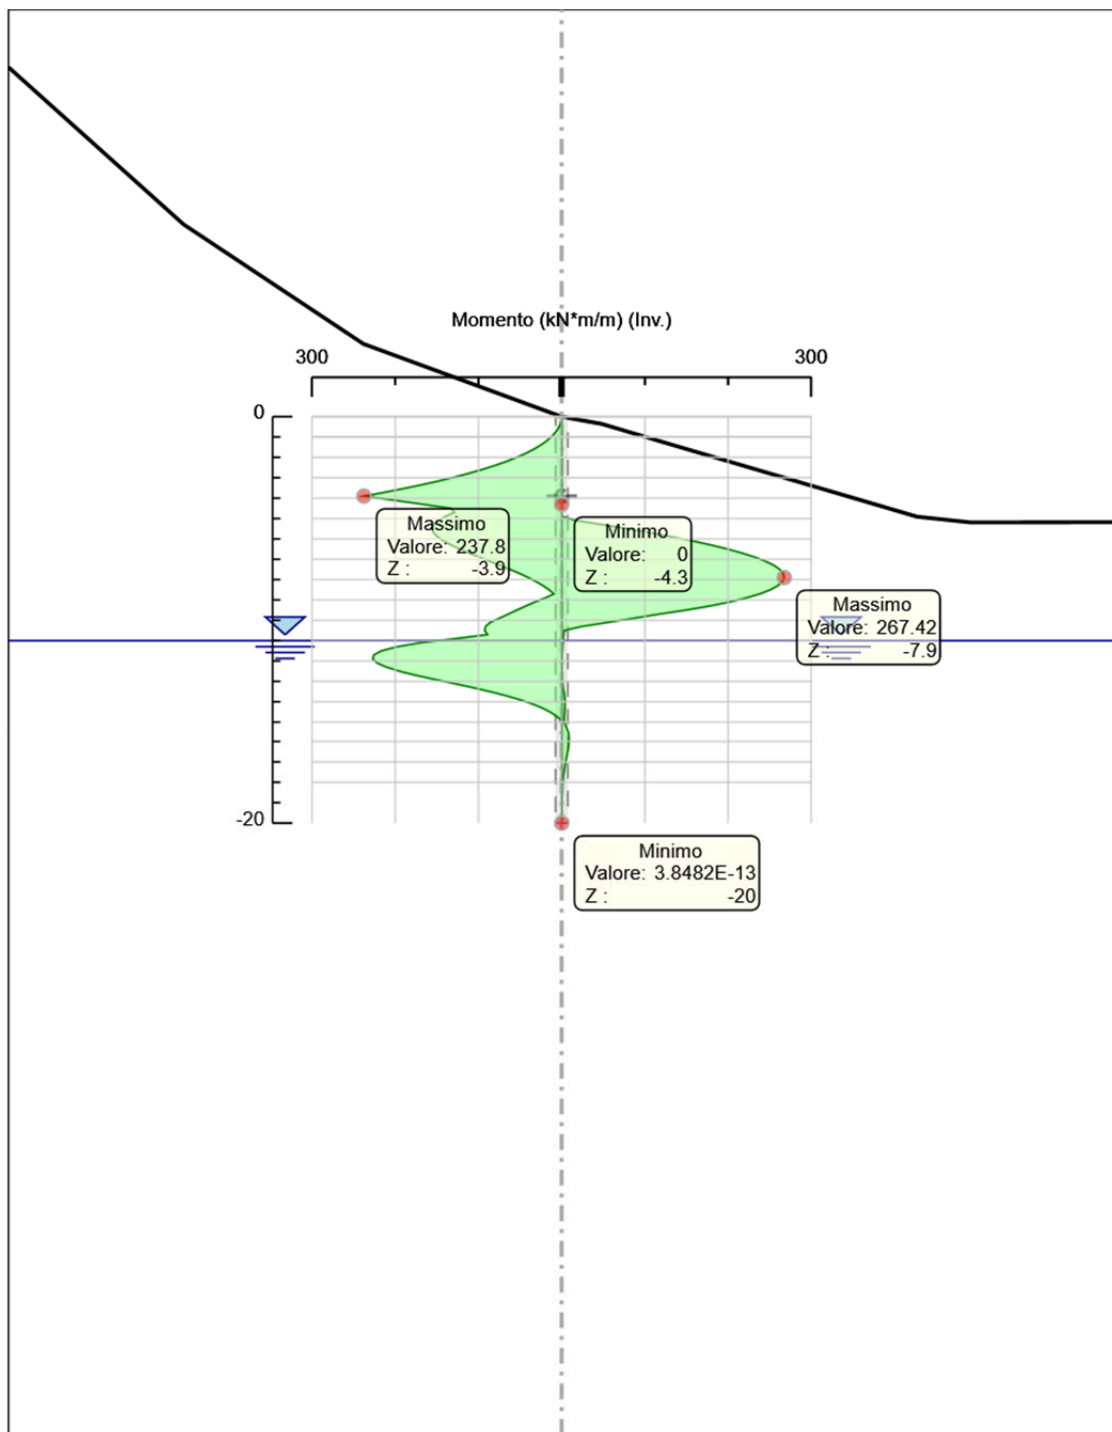 Momento (kN*m/m) (Inv.)
300 300
0
Massimo
Valore: 237.8
Z : -3.9
Minimo
Valore: 0
Z : -4.3
Massimo
Valore: 267.42
Z : -7.9
-20
Minimo
Valore: 3.8482E-13
Z : -20